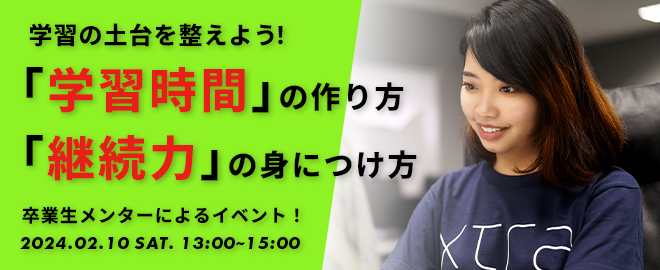 学習の土台を整えよう!
「学習時間」の作り方
「継続力」の身につけ方
卒業生メンターによるイベント!
2024.02.10 SAT. 13:00~15:00